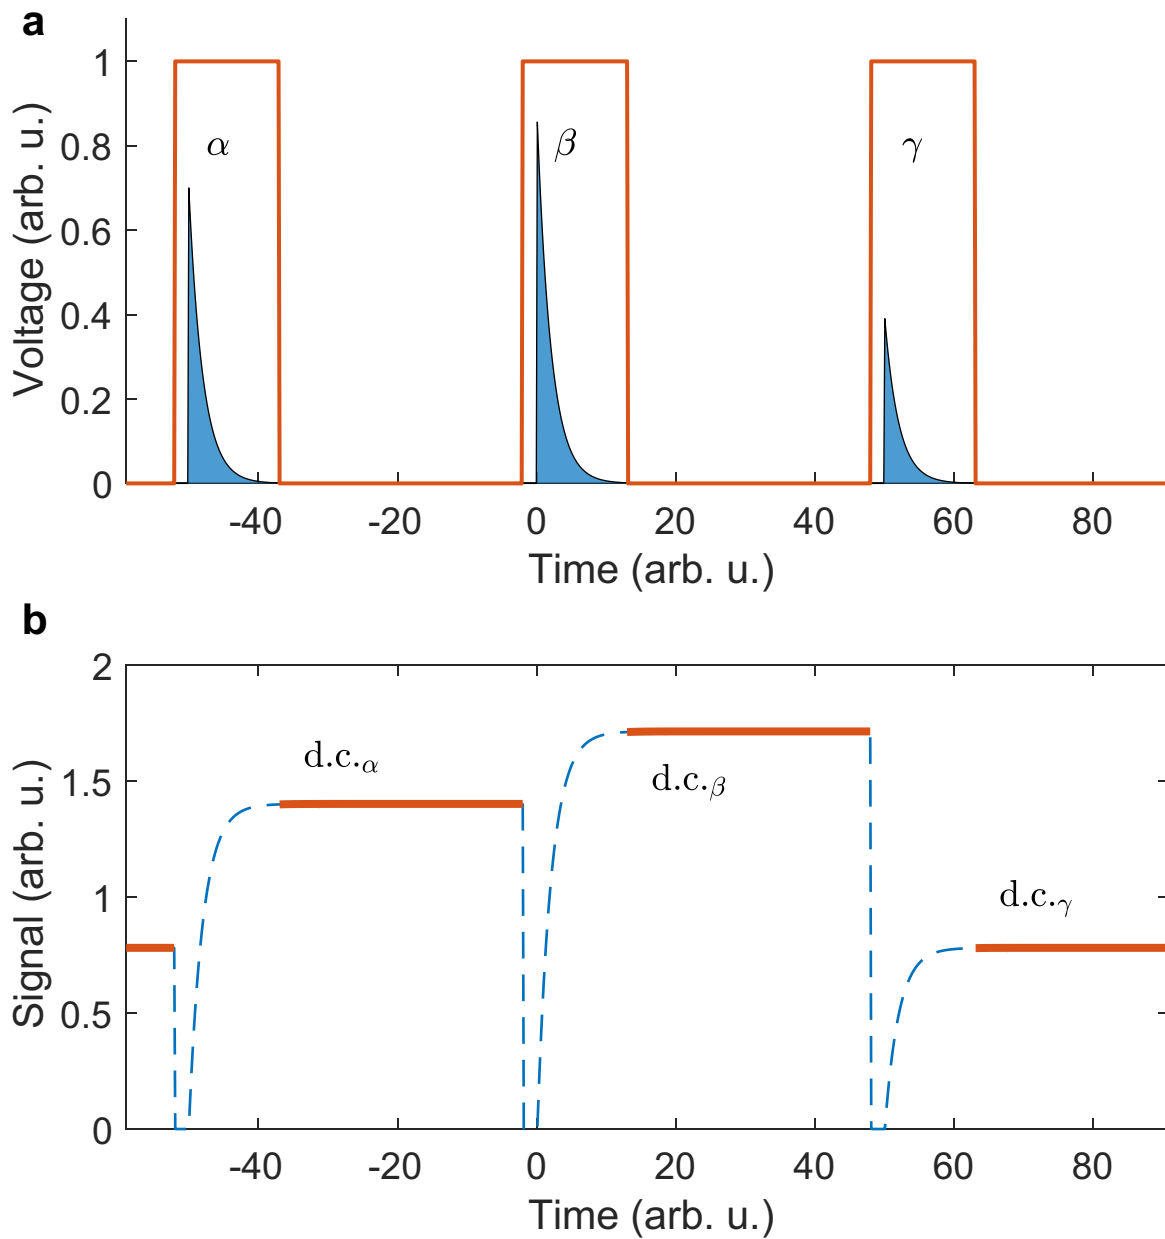 a
Voltage (arb. u.)
1
0.8
0.6
0.4
0.2
0
α
β
γ
-40 -20 0 20 40 60 80
Time (arb. u.)
b
Signal (arb. u.)
2
1.5
1
0.5
0
d.c.α
d.c.β
d.c.γ
-40 -20 0 20 40 60 80
Time (arb. u.)